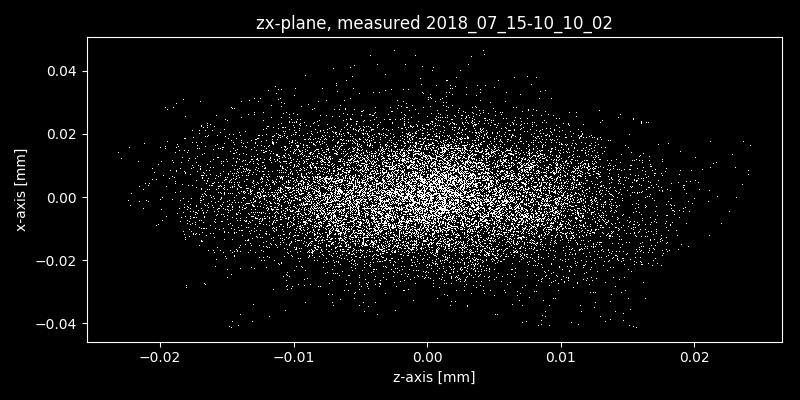 zx-plane, measured 2018_07_15-10_10_02
0.04
0.02
0.00
−0.02
−0.04
x-axis [mm]
−0.02 −0.01 0.00 0.01 0.02
z-axis [mm]